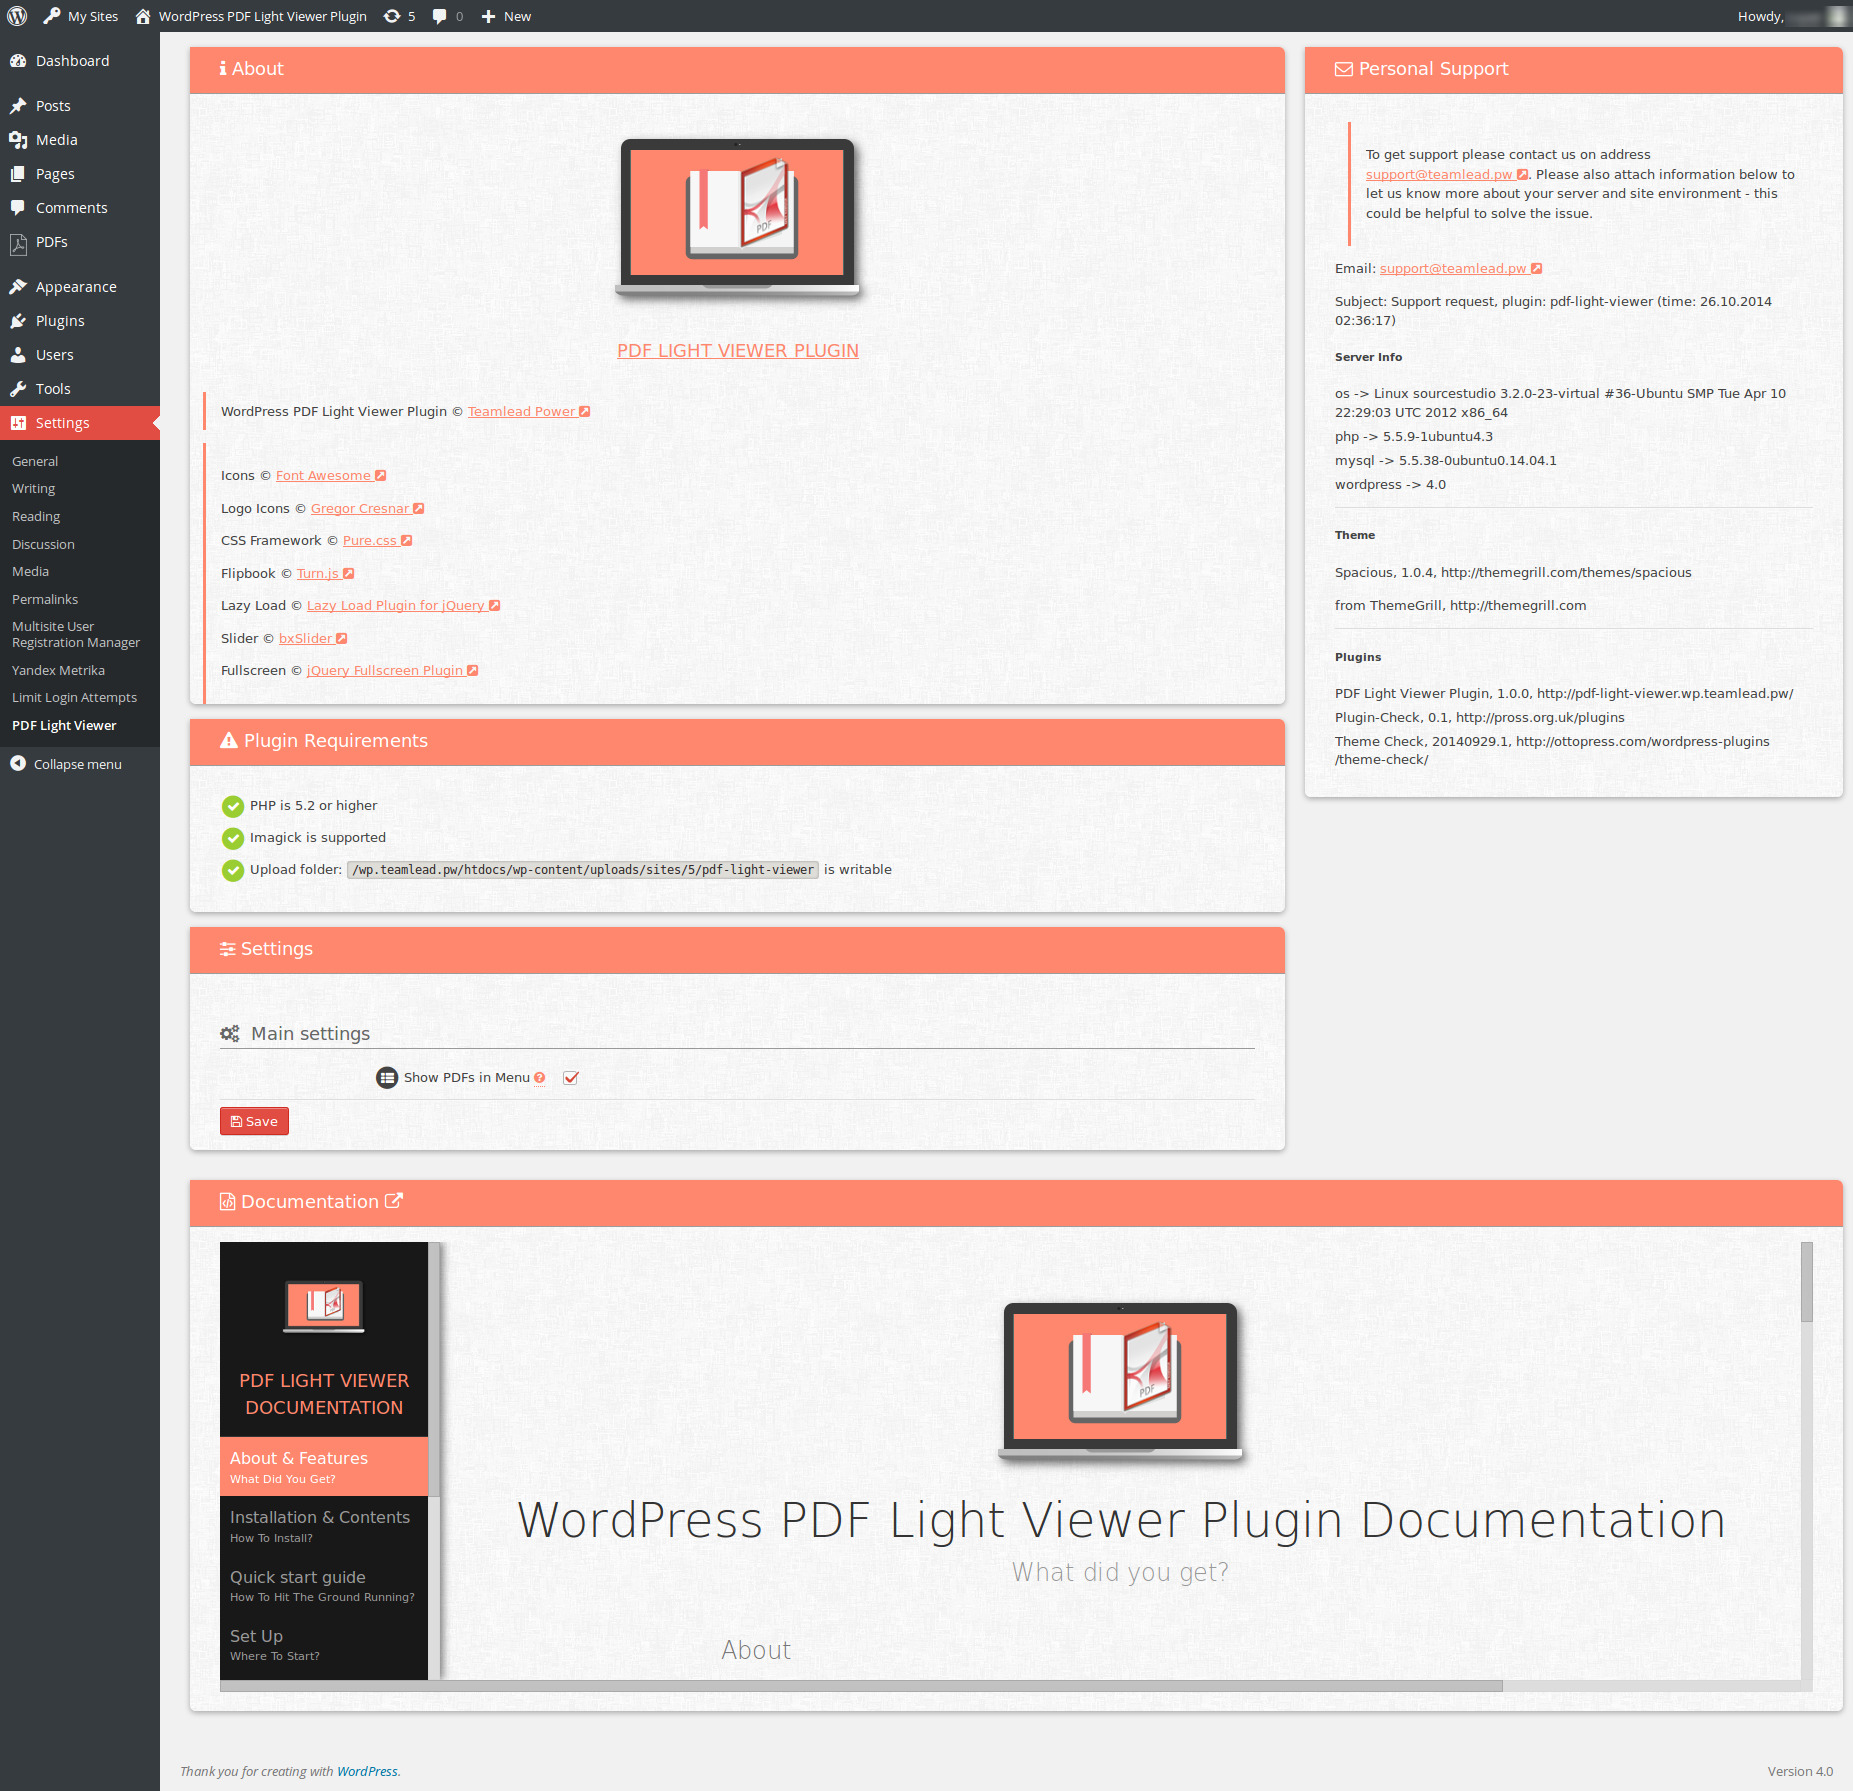 My Sites
WordPress PDF Light Viewer Plugin
5
0
New
Howdy,
Dashboard
Posts
Media
Pages
Comments
PDFs
Appearance
Plugins
Users
Tools
Settings
General
Writing
Reading
Discussion
Media
Permalinks
Multisite User
Registration Manager
Yandex Metrika
Limit Login Attempts
PDF Light Viewer
Collapse menu
About
PDF
PDF LIGHT VIEWER PLUGIN
WordPress PDF Light Viewer Plugin © Teamlead Power
Icons © Font Awesome
Logo Icons © Gregor Cresnar
CSS Framework © Pure.css
Flipbook © Turn.js
Lazy Load © Lazy Load Plugin for jQuery
Slider © bxSlider
Fullscreen © jQuery Fullscreen Plugin
Plugin Requirements
PHP is 5.2 or higher
Imagick is supported
Upload folder: /wp.teamlead.pw/htdocs/wp-content/uploads/sites/5/pdf-light-viewer is writable
Settings
Main settings
Show PDFs in Menu ?
Save
Personal Support
To get support please contact us on address
support@teamlead.pw. Please also attach information below to
let us know more about your server and site environment - this
could be helpful to solve the issue.
Email: support@teamlead.pw
Subject: Support request, plugin: pdf-light-viewer (time: 26.10.2014
02:36:17)
Server Info
os -> Linux sourcestudio 3.2.0-23-virtual #36-Ubuntu SMP Tue Apr 10
22:29:03 UTC 2012 x86_64
php -> 5.5.9-1ubuntu4.3
mysql -> 5.5.38-0ubuntu0.14.04.1
wordpress -> 4.0
Theme
Spacious, 1.0.4, http://themegrill.com/themes/spacious
from ThemeGrill, http://themegrill.com
Plugins
PDF Light Viewer Plugin, 1.0.0, http://pdf-light-viewer.wp.teamlead.pw/
Plugin-Check, 0.1, http://pross.org.uk/plugins
Theme Check, 20140929.1, http://ottopress.com/wordpress-plugins
/theme-check/
Documentation
PDF LIGHT VIEWER
DOCUMENTATION
About & Features
What Did You Get?
Installation & Contents
How To Install?
Quick start guide
How To Hit The Ground Running?
Set Up
Where To Start?
PDF
WordPress PDF Light Viewer Plugin Documentation
What did you get?
About
Thank you for creating with WordPress.
Version 4.0